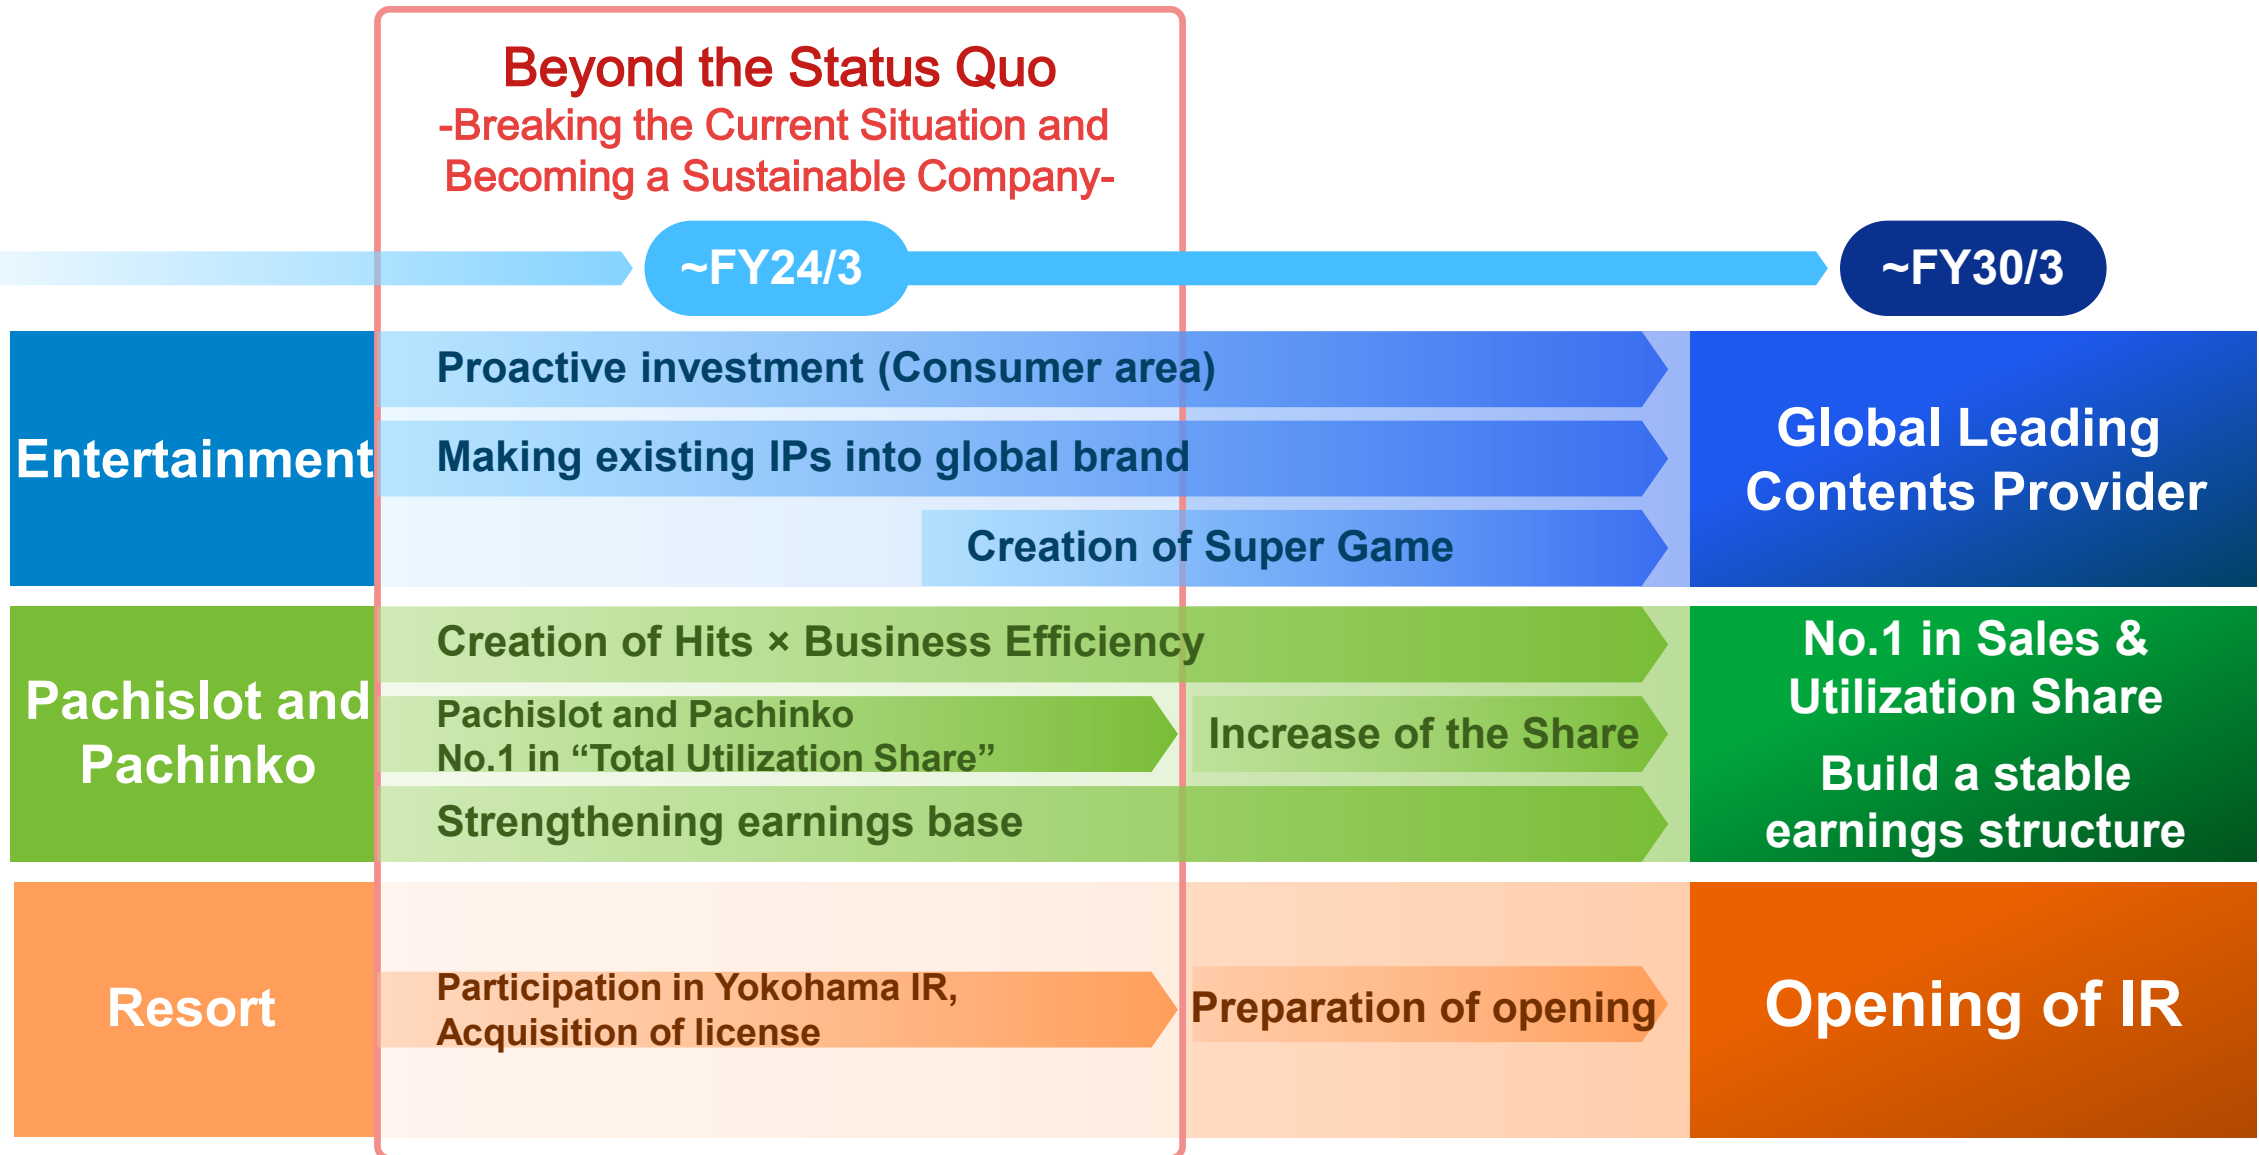 Beyond the Status Quo
-Breaking the Current Situation and
Becoming a Sustainable Company-
~FY24/3
~FY30/3
Entertainment
Proactive investment (Consumer area)
Making existing IPs into global brand
Creation of Super Game
Global Leading
Contents Provider
Pachislot and
Pachinko
Creation of Hits × Business Efficiency
Pachislot and Pachinko
No.1 in “Total Utilization Share”
Increase of the Share
Strengthening earnings base
No.1 in Sales &
Utilization Share
Build a stable
earnings structure
Resort
Participation in Yokohama IR,
Acquisition of license
Preparation of opening
Opening of IR